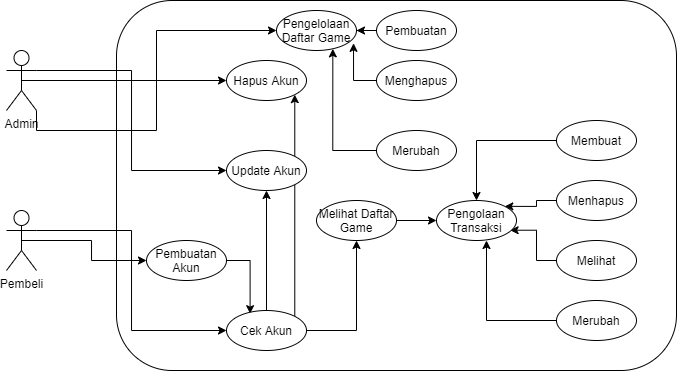 Pengelolaan
Daftar Game
Pembuatan
Hapus Akun
Menghapus
Admin
Membuat
Merubah
Update Akun
Menhapus
Melihat Daftar
Game
Pengolaan
Transaksi
Pembuatan
Akun
Melihat
Pembeli
Cek Akun
Merubah